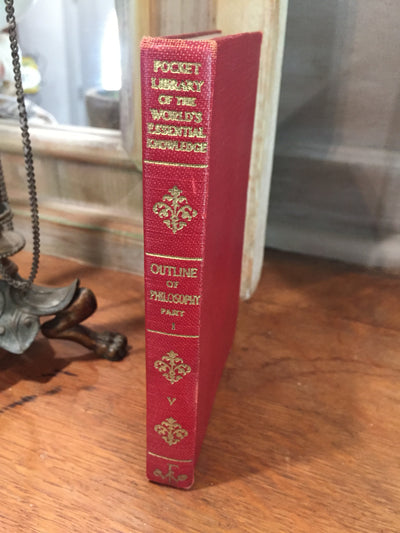 POCKET
LIBRARY
OF THE
WORLD'S
ESSENTIAL
KNOWLEDGE
OUTLINE
OF
PHILOSOPHY
PART
I
V